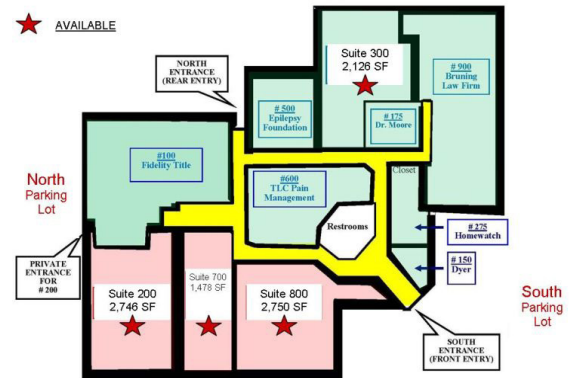 AVAILABLE
NORTH
ENTRANCE
(REAR ENTRY)
Suite 300
2,126 SF
# 900
Bruning
Law Firm
# 500
Epilepsy
Foundation
# 175
Dr. Moore
#100
Fidelity Title
#600
TLC Pain
Management
Closet
North
Parking
Lot
Restrooms
# 275
Homewatch
PRIVATE
ENTRANCE
FOR
# 200
# 150
Dyer
Suite 200
2,746 SF
Suite 700
1,478 SF
Suite 800
2,750 SF
South
Parking
Lot
SOUTH
ENTRANCE
(FRONT ENTRY)